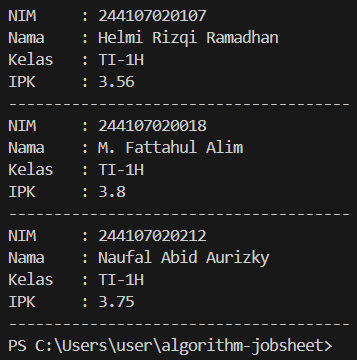 NIM     : 244107020107
Nama    : Helmi Rizqi Ramadhan
Kelas   : TI-1H
IPK     : 3.56
--------------------------------------
NIM     : 244107020018
Nama    : M. Fattahul Alim
Kelas   : TI-1H
IPK     : 3.8
--------------------------------------
NIM     : 244107020212
Nama    : Naufal Abid Aurizky
Kelas   : TI-1H
IPK     : 3.75
--------------------------------------
PS C:\Users\user\algorithm-jobsheet>